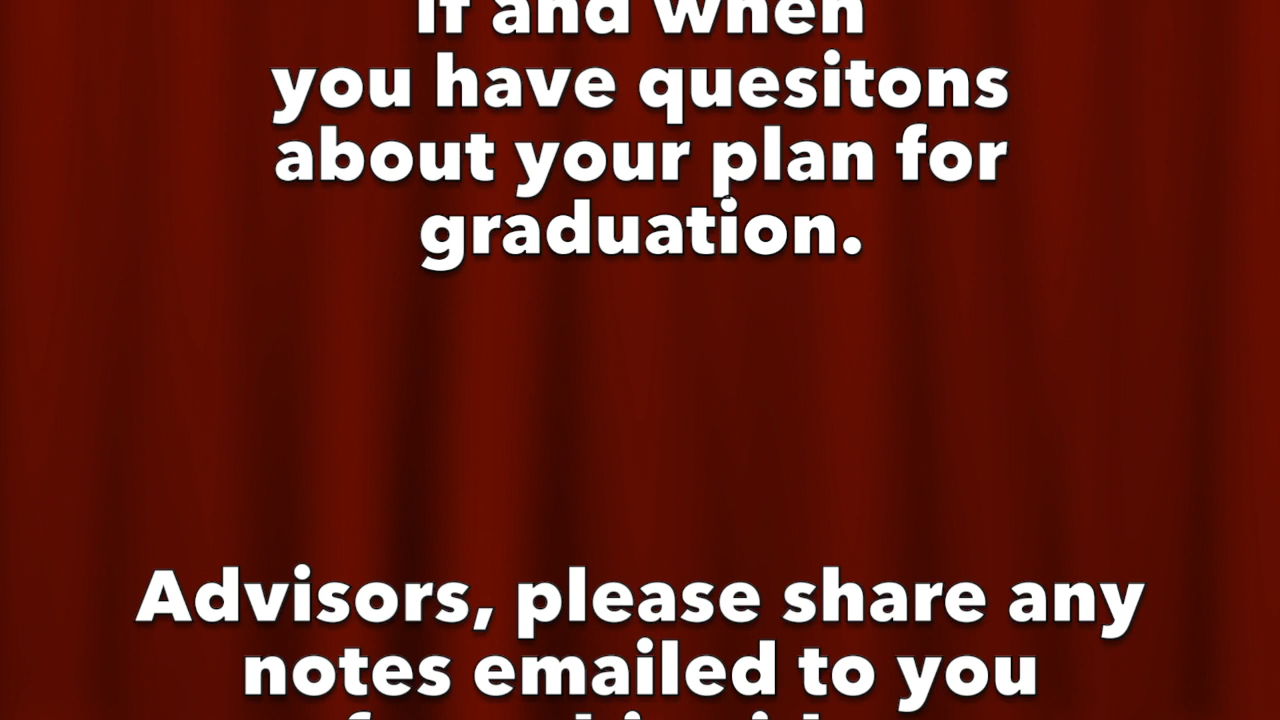 If and when
you have quesitons
about your plan for
graduation.
Advisors, please share any
notes emailed to you